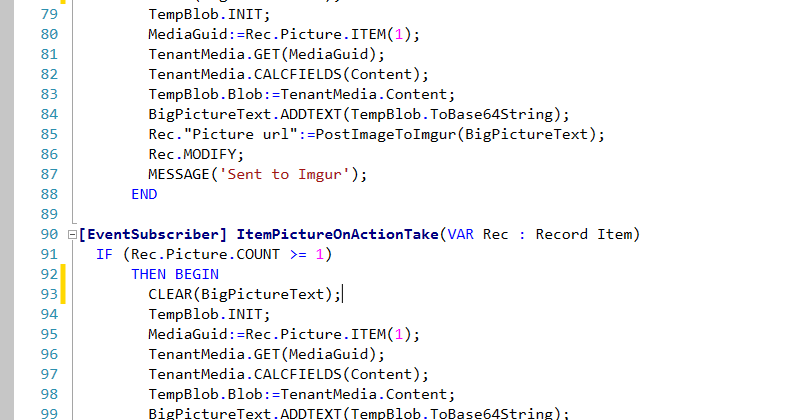 79 TempBlob.INIT;
80 MediaGuid:=Rec.Picture.ITEM(1);
81 TenantMedia.GET(MediaGuid);
82 TenantMedia.CALCFIELDS(Content);
83 TempBlob.Blob:=TenantMedia.Content;
84 BigPictureText.ADDTEXT(TempBlob.ToBase64String);
85 Rec."Picture url":=PostImageToImgur(BigPictureText);
86 Rec.MODIFY;
87 MESSAGE('Sent to Imgur');
88 END
89
90 [EventSubscriber] ItemPictureOnActionTake(VAR Rec : Record Item)
91 IF (Rec.Picture.COUNT >= 1)
92 THEN BEGIN
93 CLEAR(BigPictureText);
94 TempBlob.INIT;
95 MediaGuid:=Rec.Picture.ITEM(1);
96 TenantMedia.GET(MediaGuid);
97 TenantMedia.CALCFIELDS(Content);
98 TempBlob.Blob:=TenantMedia.Content;
99 BigPictureText.ADDTEXT(TempBlob.ToBase64String);